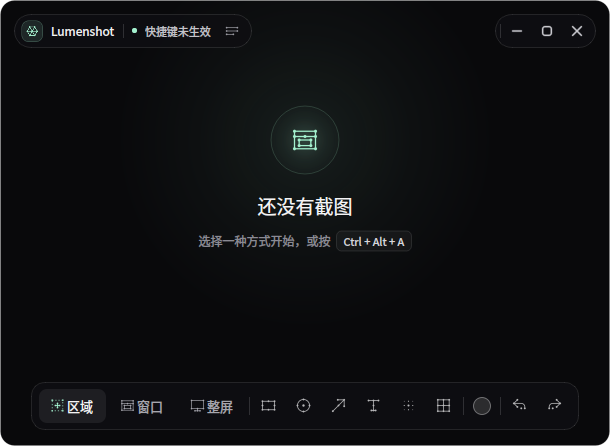 Lumenshot 快捷键未生效
还没有截图
选择一种方式开始，或按 Ctrl + Alt + A
区域 窗口 整屏